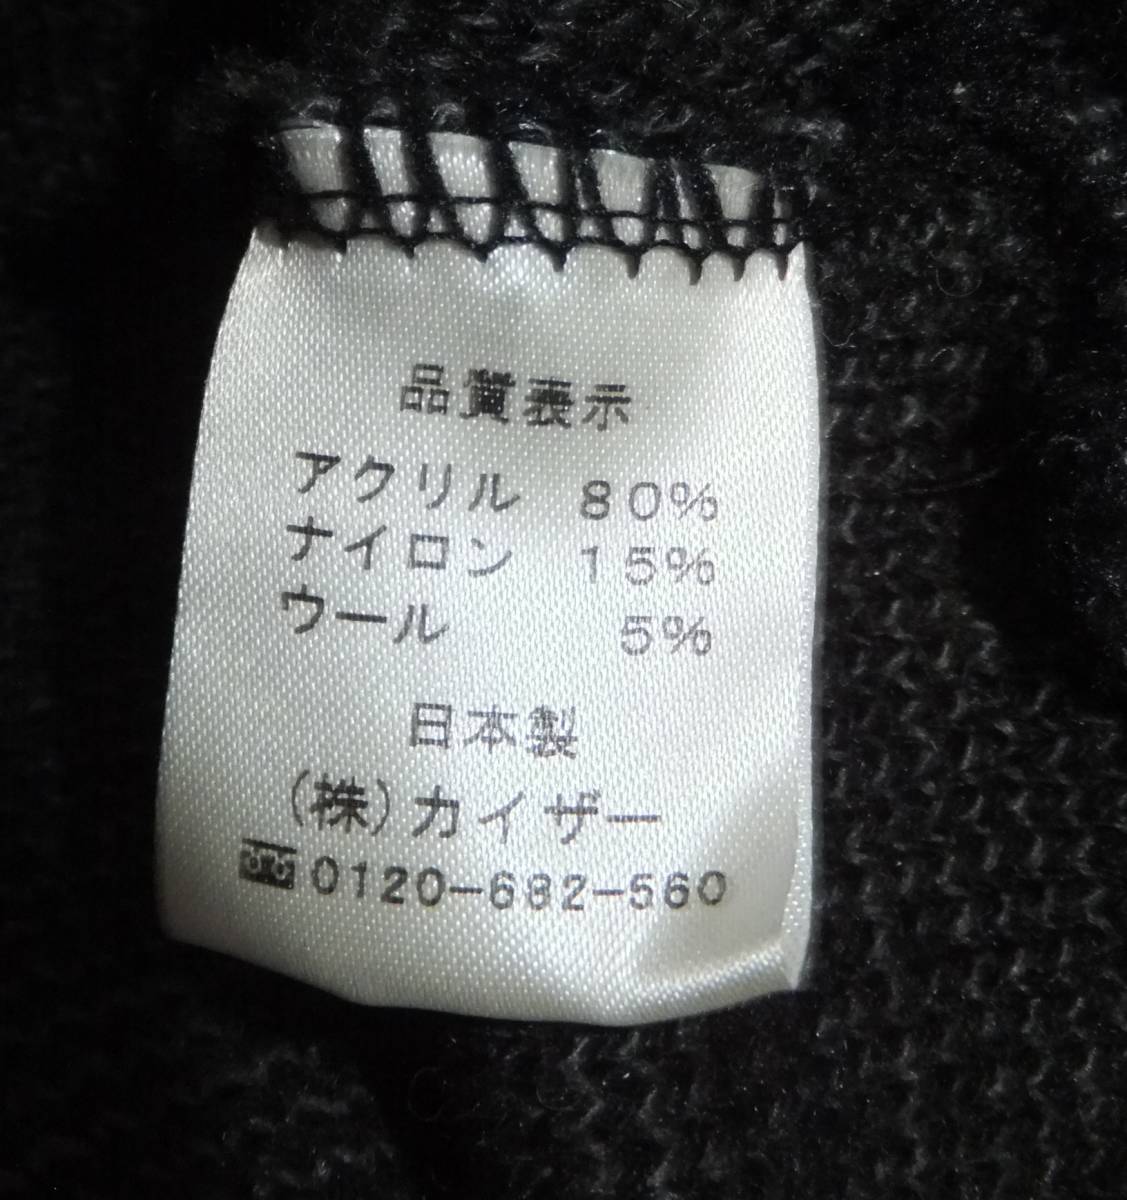 品質表示
アクリル 80%
ナイロン 15%
ウール 5%
日本製
(株)カイザー
0120-682-560